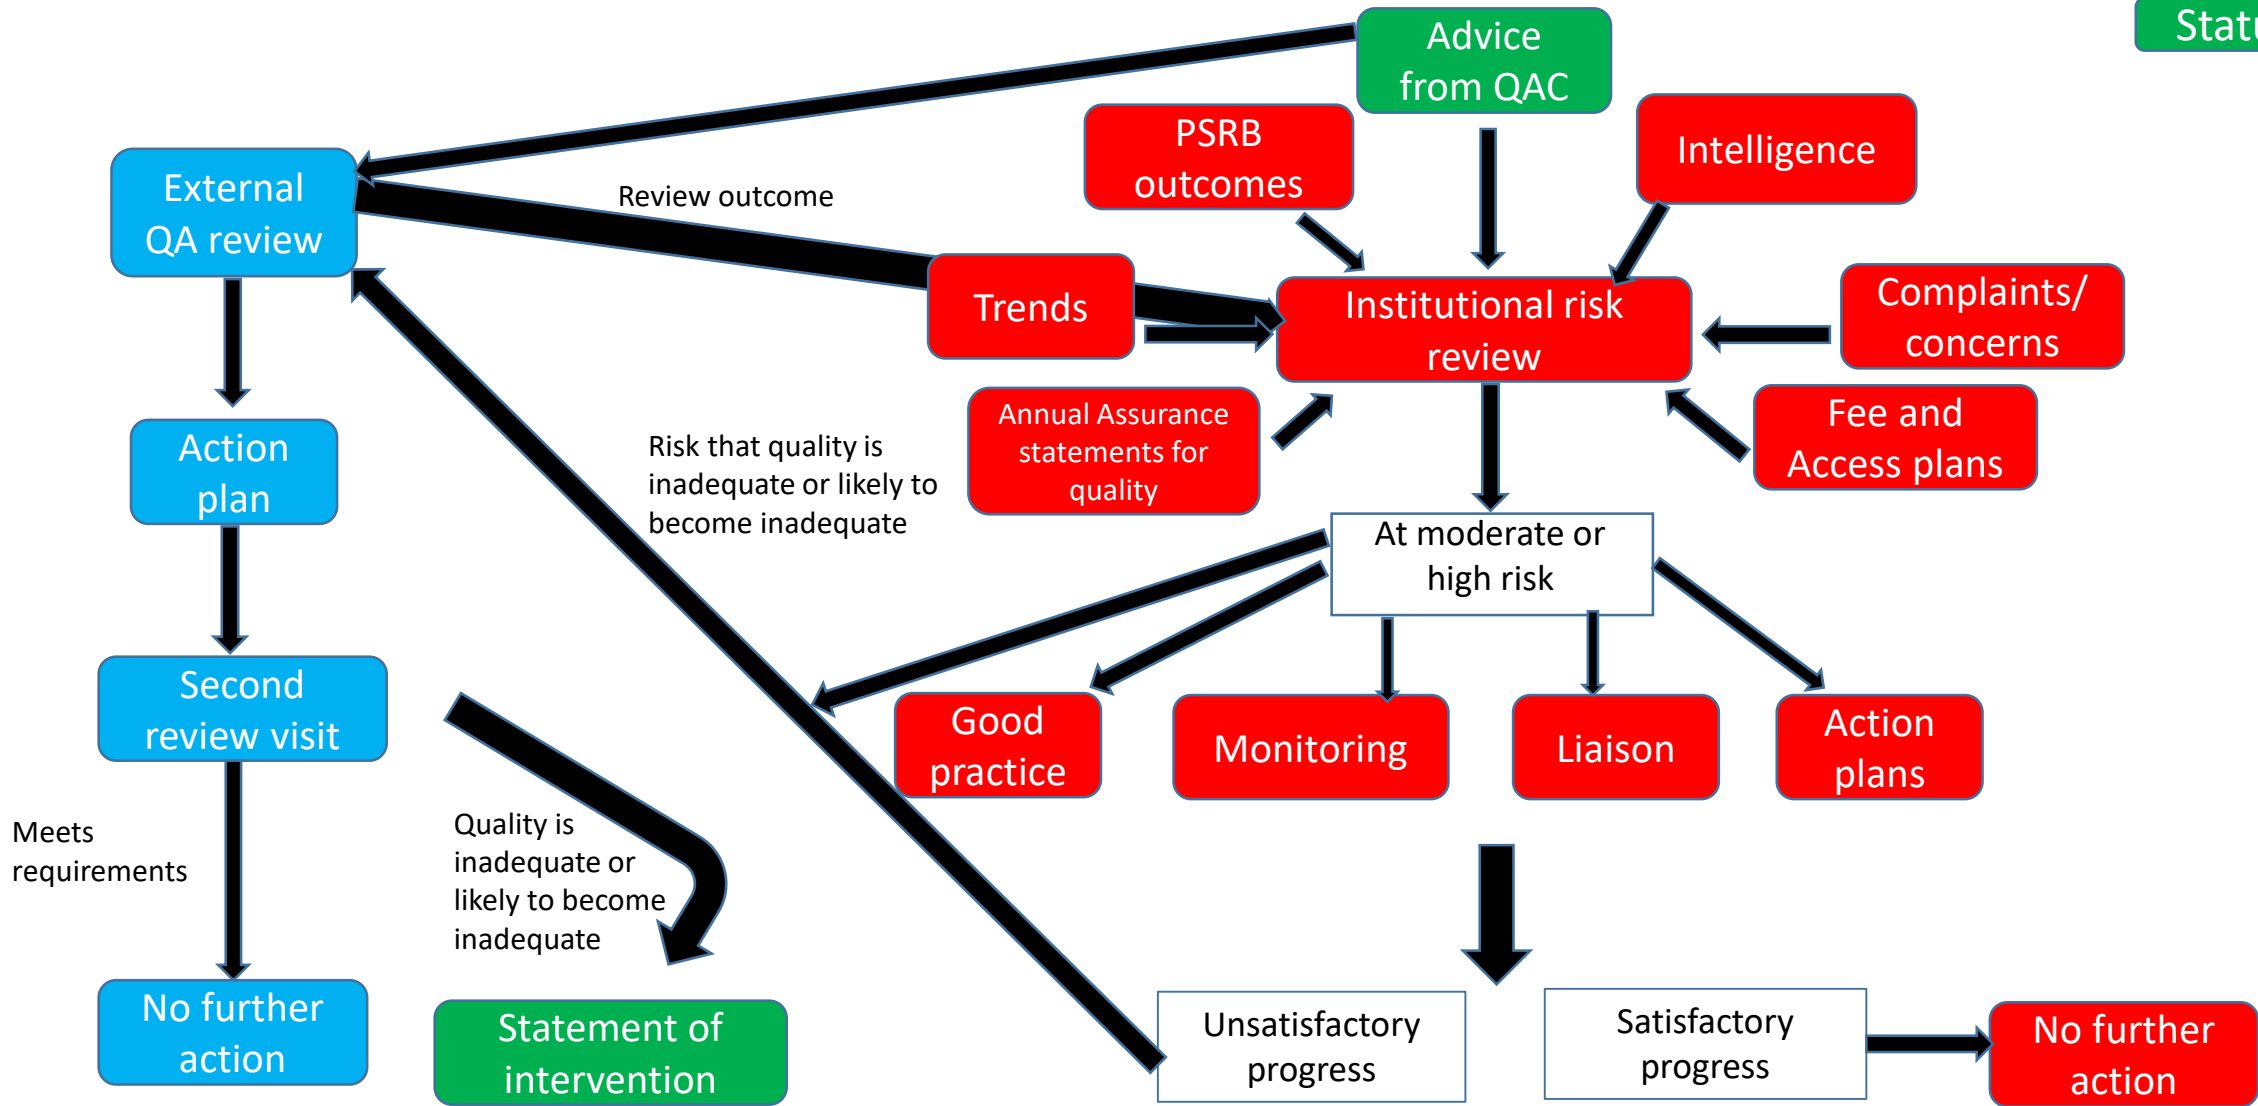 Advice
from QAC
PSRB
outcomes
Intelligence
External
QA review
Review outcome
Trends
Institutional risk
review
Complaints/
concerns
Annual Assurance
statements for
quality
Fee and
Access plans
Action
plan
Risk that quality is
inadequate or likely to
become inadequate
At moderate or
high risk
Second
review visit
Good
practice
Monitoring
Liaison
Action
plans
Meets
requirements
Quality is
inadequate or
likely to become
inadequate
No further
action
Statement of
intervention
Unsatisfactory
progress
Satisfactory
progress
No further
action